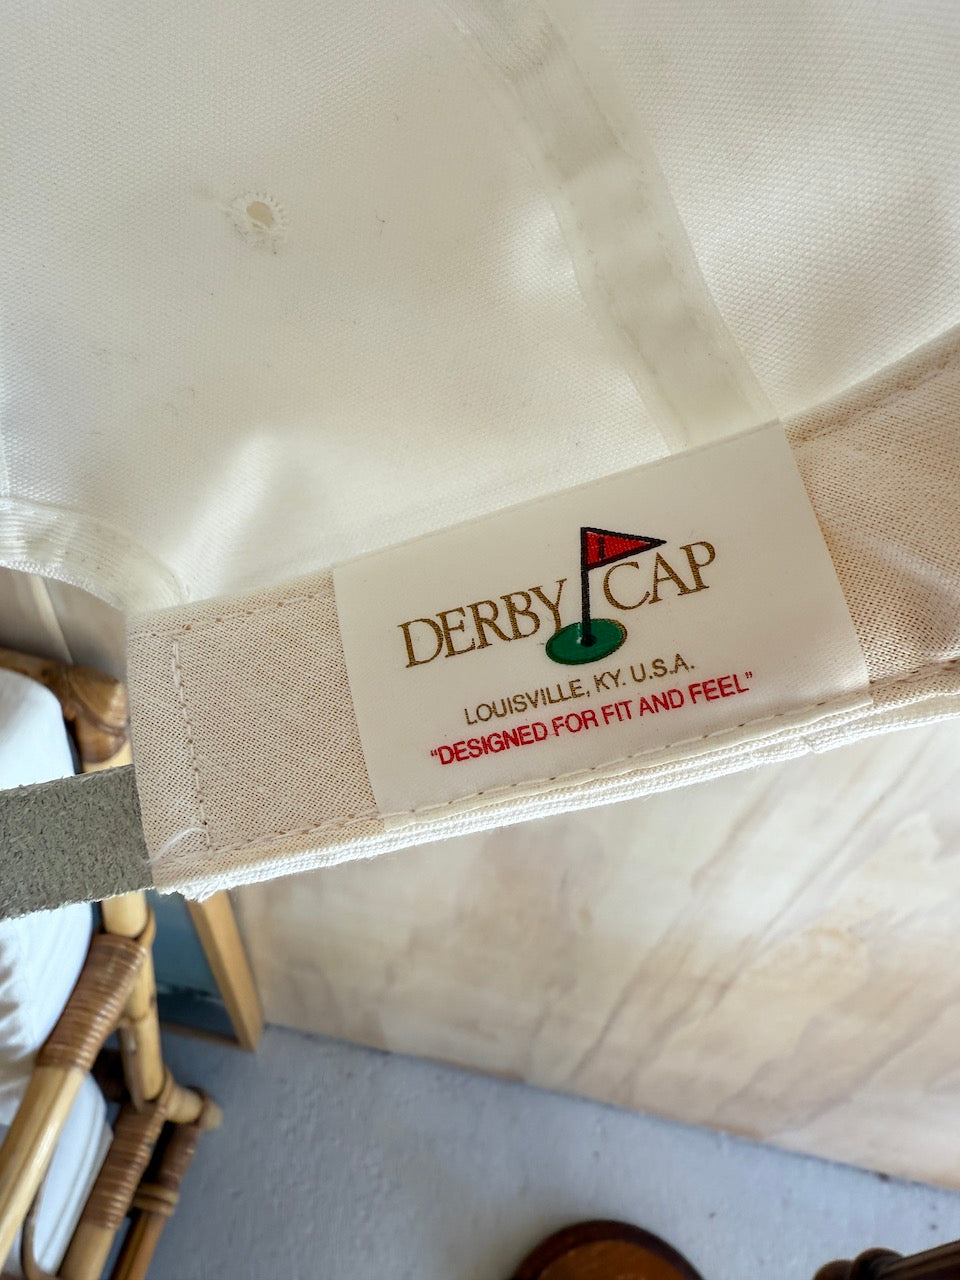 DERBY CAP
LOUISVILLE, KY. U.S.A.
"DESIGNED FOR FIT AND FEEL"